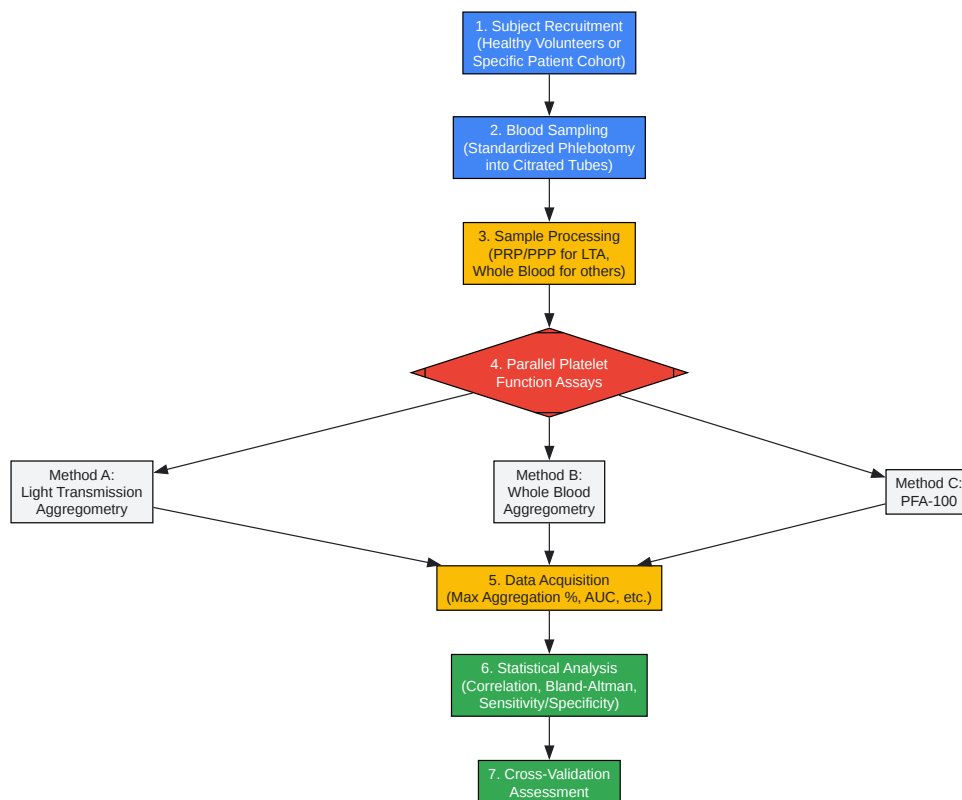 1. Subject Recruitment
(Healthy Volunteers or
Specific Patient Cohort)
2. Blood Sampling
(Standardized Phlebotomy
into Citrated Tubes)
3. Sample Processing
(PRP/PPP for LTA,
Whole Blood for others)
4. Parallel Platelet
Function Assays
Method A:
Light Transmission
Aggregometry
Method B:
Whole Blood
Aggregometry
Method C:
PFA-100
5. Data Acquisition
(Max Aggregation %, AUC, etc.)
6. Statistical Analysis
(Correlation, Bland-Altman,
Sensitivity/Specificity)
7. Cross-Validation
Assessment